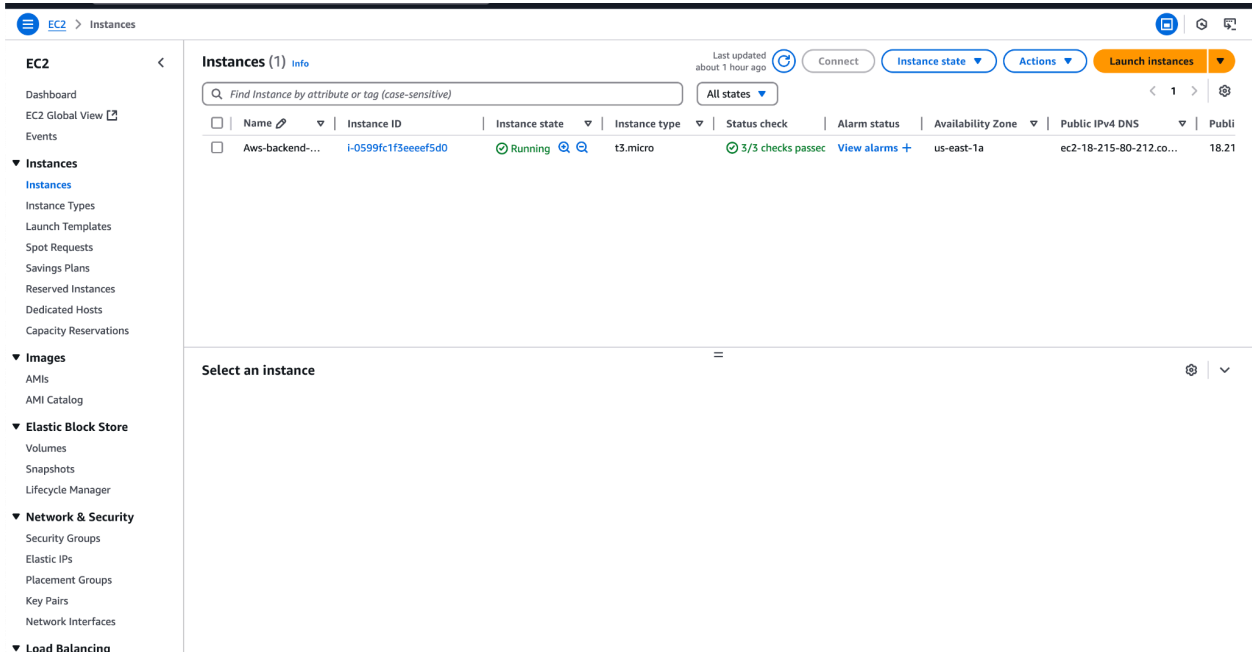 EC2 > Instances
EC2
Dashboard
EC2 Global View
Events
Instances
Instances
Instance Types
Launch Templates
Spot Requests
Savings Plans
Reserved Instances
Dedicated Hosts
Capacity Reservations
Images
AMIs
AMI Catalog
Elastic Block Store
Volumes
Snapshots
Lifecycle Manager
Network & Security
Security Groups
Elastic IPs
Placement Groups
Key Pairs
Network Interfaces
Load Balancing
Instances (1) Info
Last updated
about 1 hour ago
Connect
Instance state
Actions
Launch instances
Find Instance by attribute or tag (case-sensitive)
All states
1
Name Instance ID Instance state Instance type Status check Alarm status Availability Zone Public IPv4 DNS Publi
Aws-backend-... i-0599fc1f3eeeef5d0 Running t3.micro 3/3 checks passec View alarms + us-east-1a ec2-18-215-80-212.co... 18.21
Select an instance